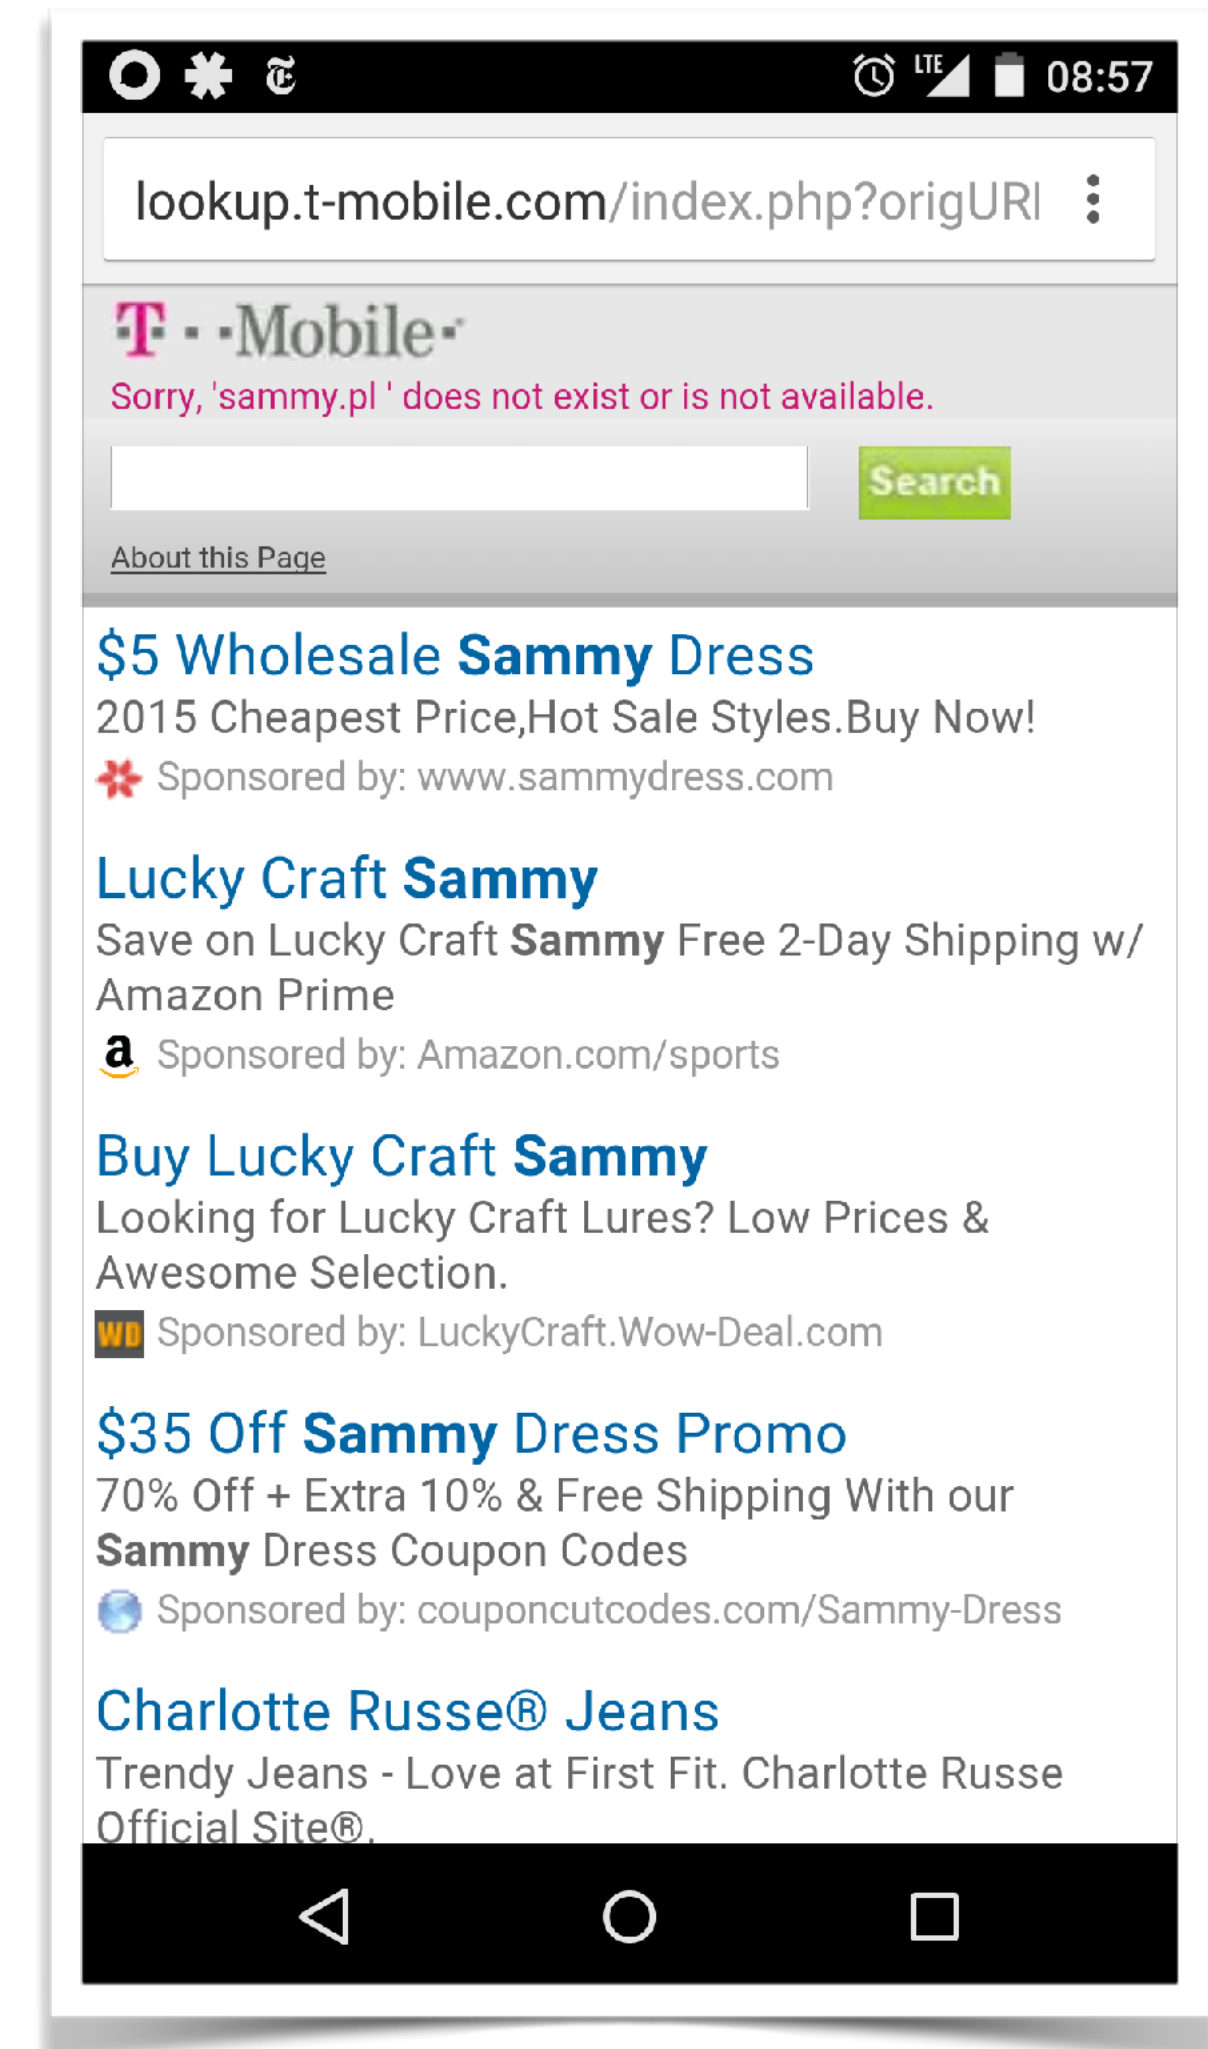 LTE 08:57
lookup.t-mobile.com/index.php?origURl
T · · Mobile ·
Sorry, 'sammy.pl ' does not exist or is not available.
Search
About this Page
$5 Wholesale Sammy Dress
2015 Cheapest Price,Hot Sale Styles.Buy Now!
Sponsored by: www.sammydress.com
Lucky Craft Sammy
Save on Lucky Craft Sammy Free 2-Day Shipping w/
Amazon Prime
a Sponsored by: Amazon.com/sports
Buy Lucky Craft Sammy
Looking for Lucky Craft Lures? Low Prices &
Awesome Selection.
WD Sponsored by: LuckyCraft.Wow-Deal.com
$35 Off Sammy Dress Promo
70% Off + Extra 10% & Free Shipping With our
Sammy Dress Coupon Codes
Sponsored by: couponcutcodes.com/Sammy-Dress
Charlotte Russe® Jeans
Trendy Jeans - Love at First Fit. Charlotte Russe
Official Site®.